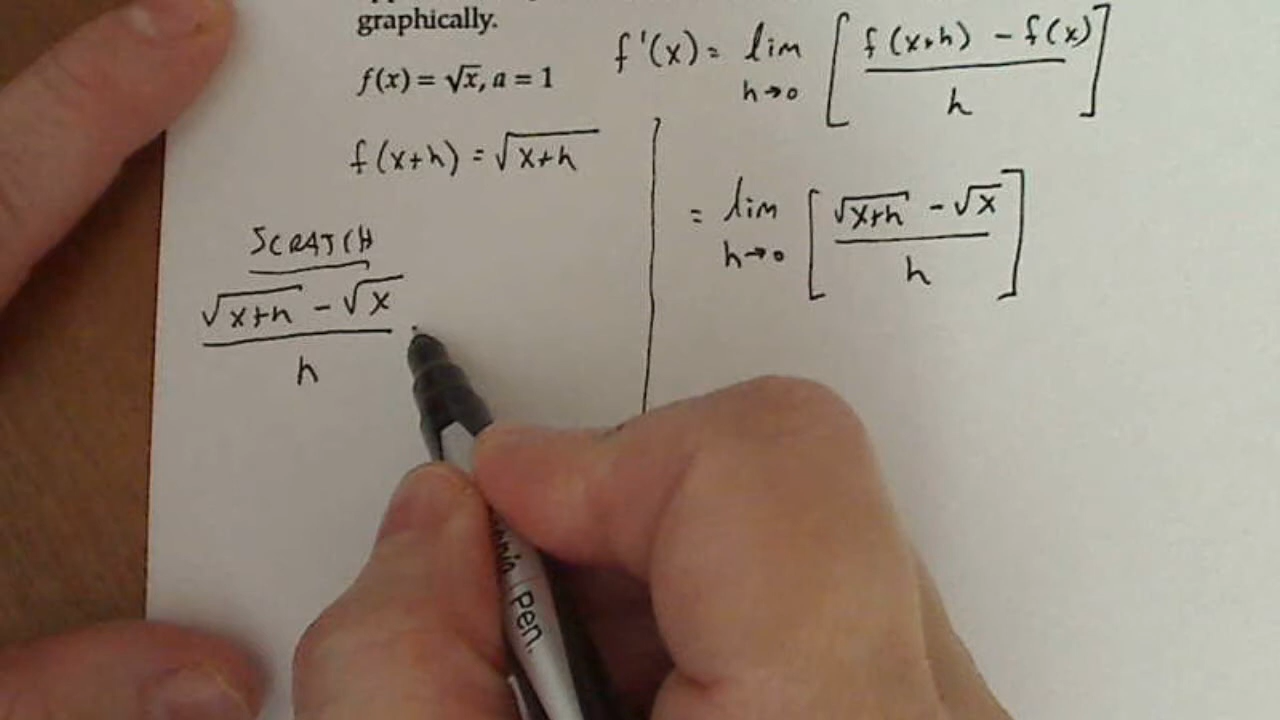 graphically.
f(x) = √x, a = 1
f(x+h) = √(x+h)
SCRATCH
(√(x+h) - √x) / h
f'(x) = lim h→0 [ (f(x+h) - f(x)) / h ]
= lim h→0 [ (√(x+h) - √x) / h ]
Pen.